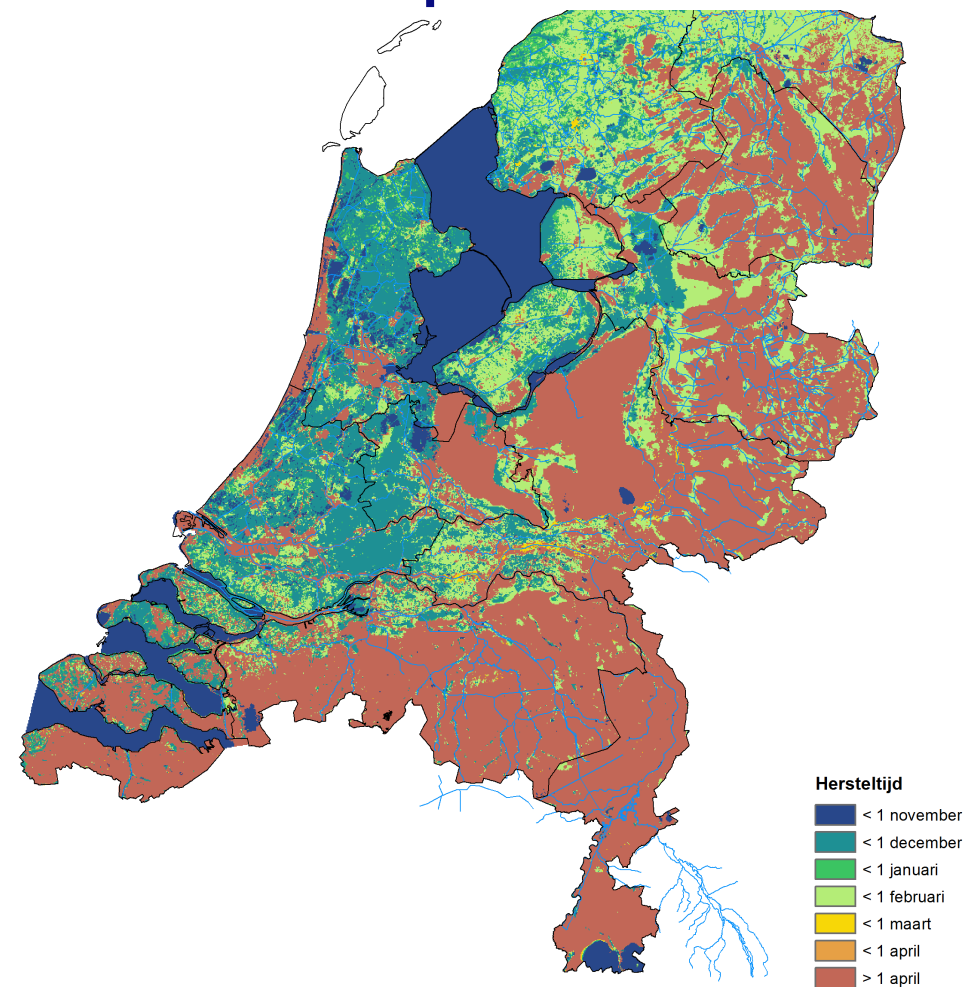 Hersteltijd
< 1 november
< 1 december
< 1 januari
< 1 februari
< 1 maart
< 1 april
> 1 april